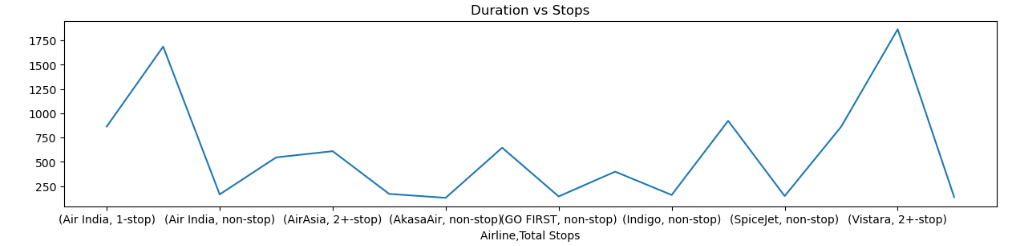 Duration vs Stops
1750
1500
1250
1000
750
500
250
(Air India, 1-stop) (Air India, non-stop) (AirAsia, 2+-stop) (AkasaAir, non-stop)(GO FIRST, non-stop) (Indigo, non-stop) (SpiceJet, non-stop) (Vistara, 2+-stop)
Airline,Total Stops